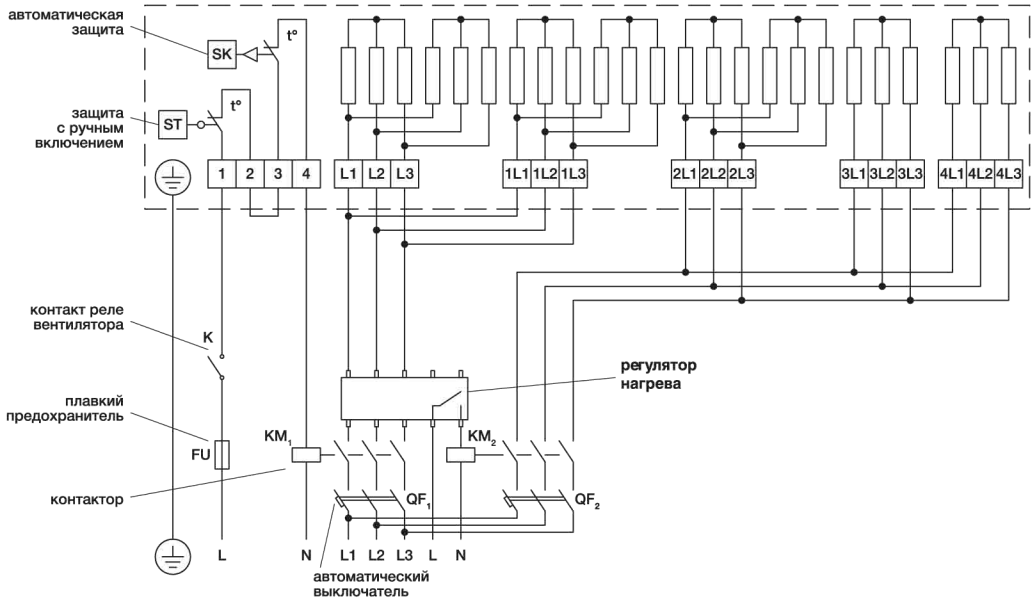 автоматическая
защита
SK
t°
защита
с ручным
включением
ST
t°
1 2 3 4
L1 L2 L3
1L1 1L2 1L3
2L1 2L2 2L3
3L1 3L2 3L3
4L1 4L2 4L3
контакт реле
вентилятора
K
регулятор
нагрева
плавкий
предохранитель
FU
KM1
KM2
контактор
QF1
QF2
L N L1 L2 L3 L N
автоматический
выключатель